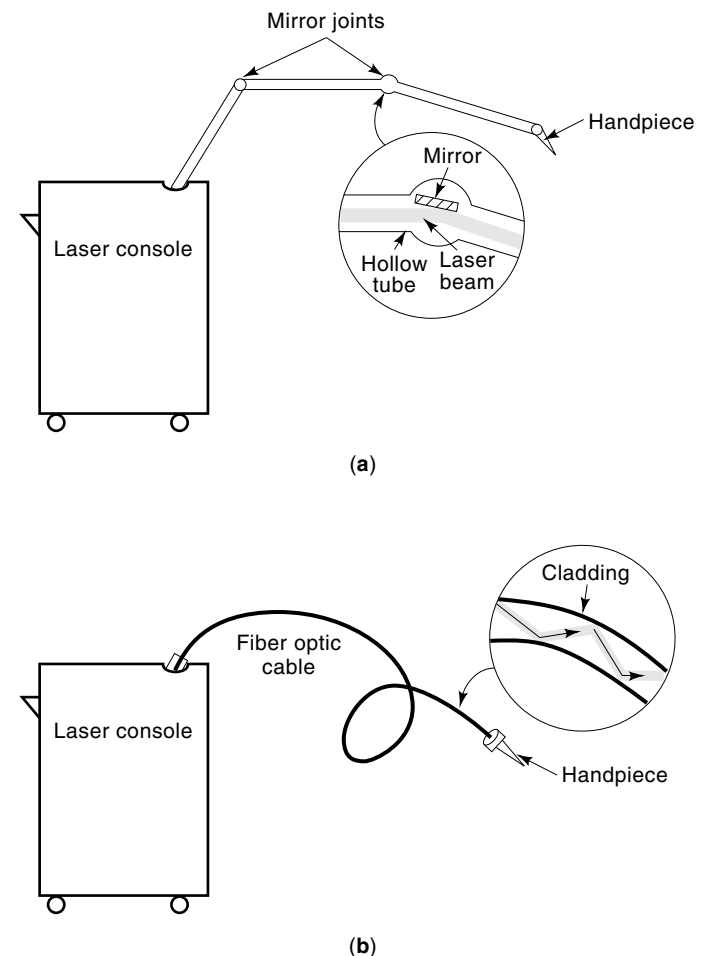 Mirror joints
Handpiece
Mirror
Laser console
Hollow
tube
Laser
beam
(a)
Cladding
Fiber optic
cable
Laser console
Handpiece
(b)